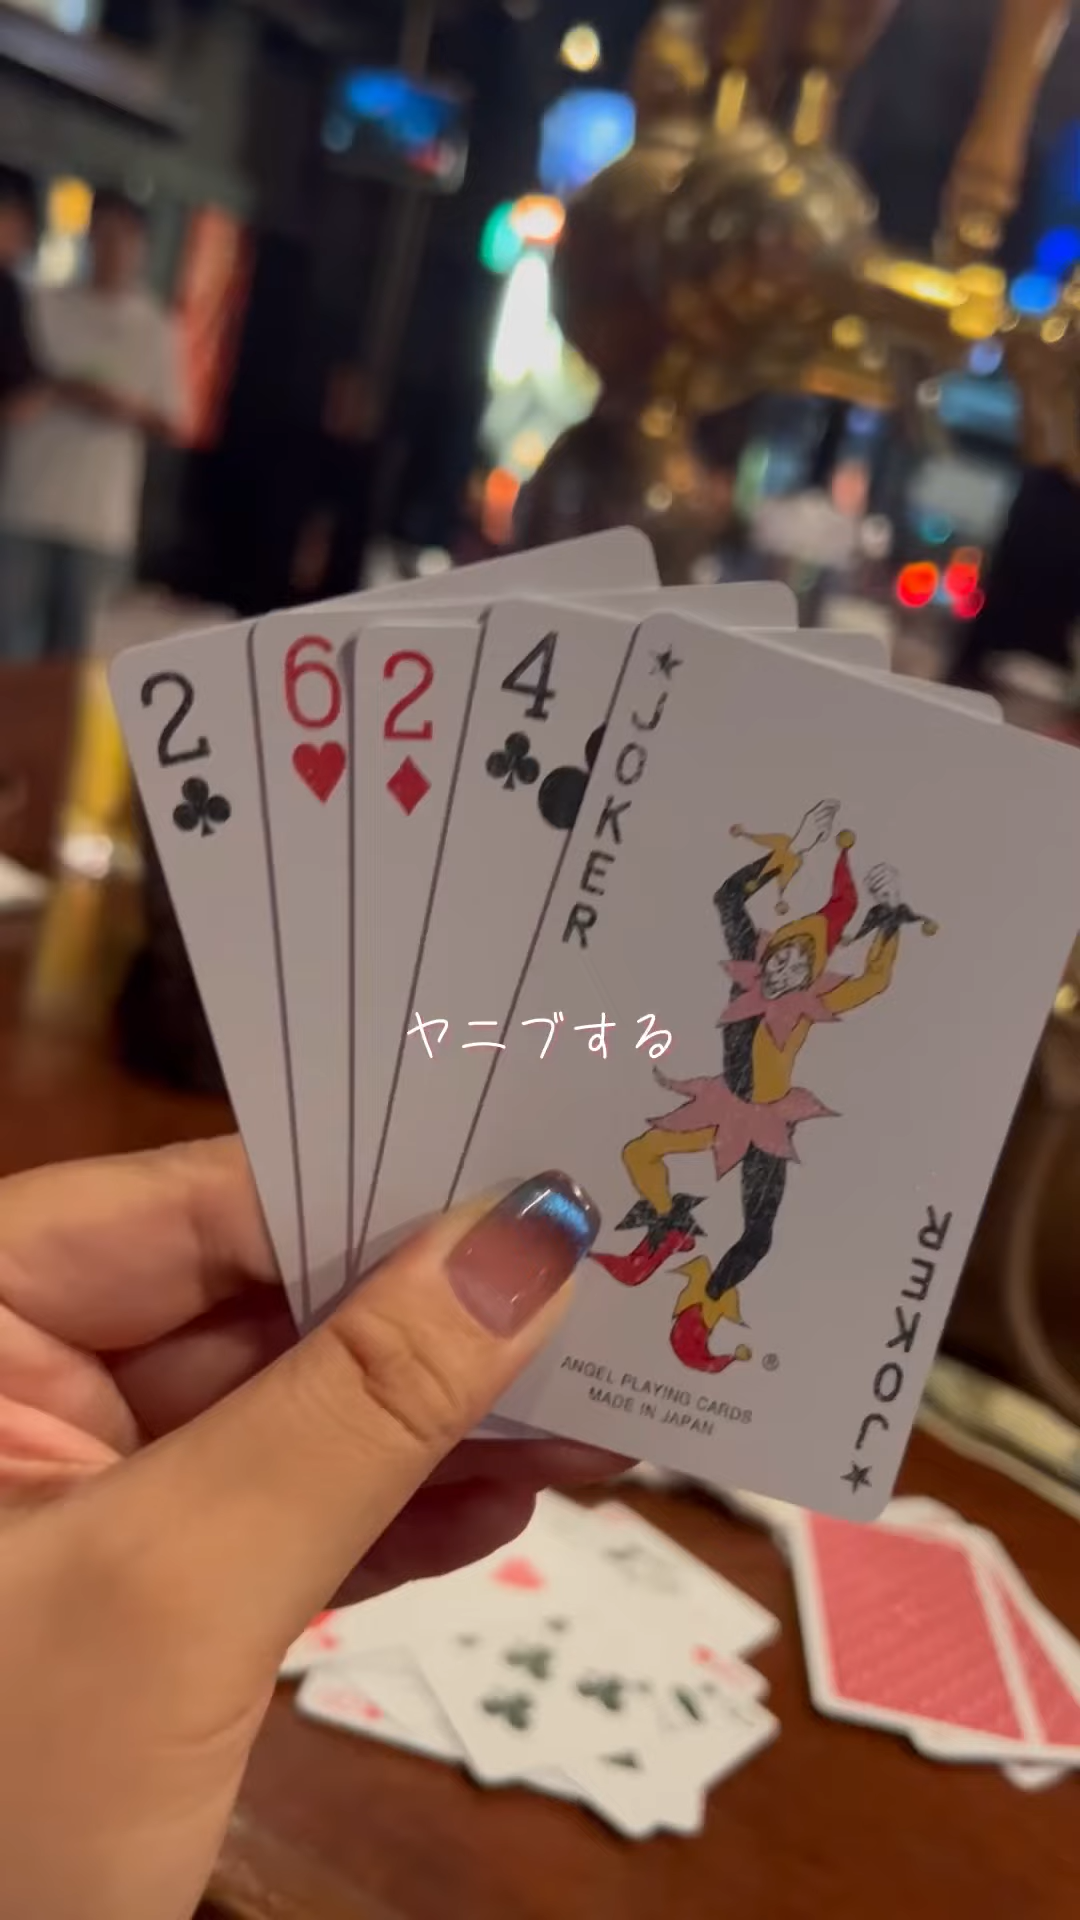 2
6
2
4
JOKER
ヤニブする
JOKER
ANGEL PLAYING CARDS
MADE IN JAPAN
®